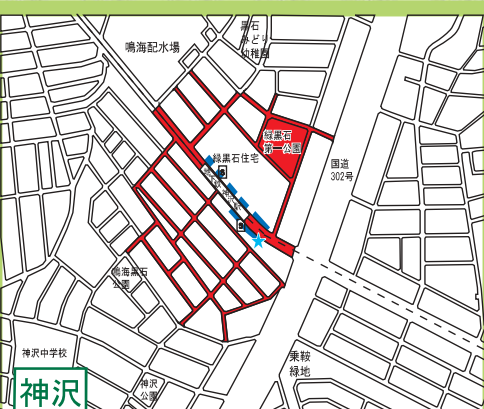 黒石
みどり
幼稚園
鳴海配水場
緑黒石
第一公園
緑黒石住宅
国道
302号
鳴海黒石
公園
神沢中学校
神沢
公園
乗鞍
緑地
神沢